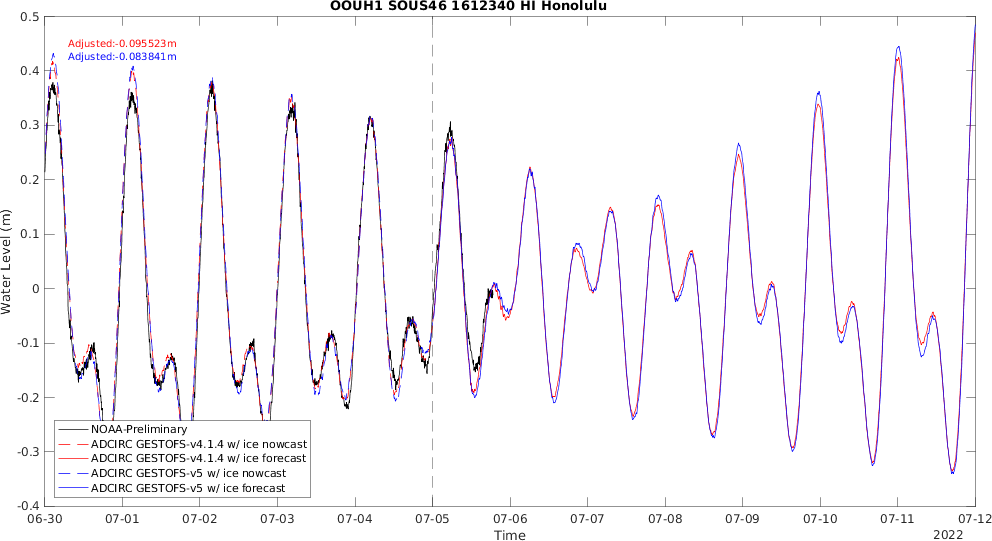 OOUH1 SOUS46 1612340 HI Honolulu
Adjusted:-0.095523m
Adjusted:-0.083841m
Water Level (m)
0.5
0.4
0.3
0.2
0.1
0
-0.1
-0.2
-0.3
-0.4
NOAA-Preliminary
ADCIRC GESTOFS-v4.1.4 w/ ice nowcast
ADCIRC GESTOFS-v4.1.4 w/ ice forecast
ADCIRC GESTOFS-v5 w/ ice nowcast
ADCIRC GESTOFS-v5 w/ ice forecast
06-30 07-01 07-02 07-03 07-04 07-05 07-06 07-07 07-08 07-09 07-10 07-11 07-12
Time
2022